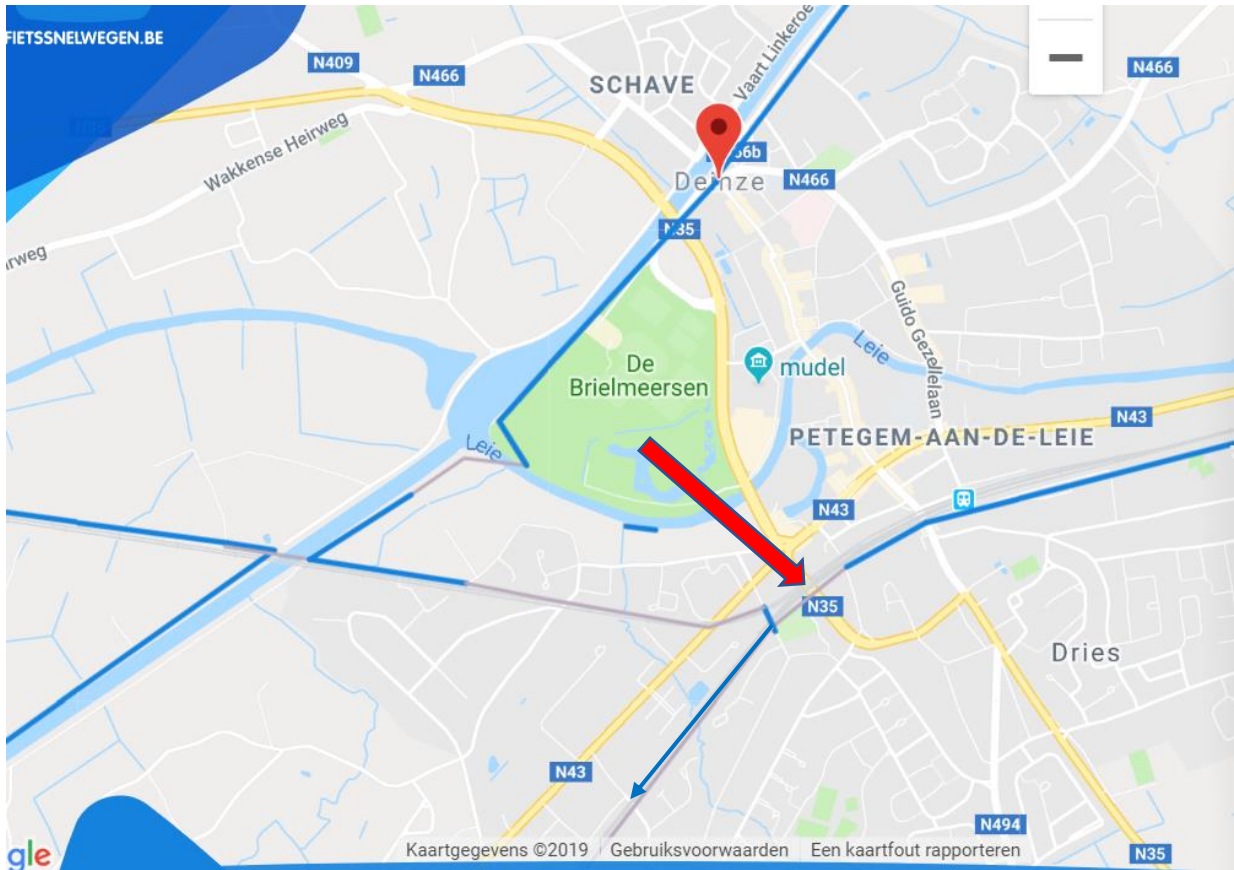 FIETSSNELWEGEN.BE
N409
N466
SCHAVE
Vaart Linkeroe
N466
Wakkense Heirweg
Deinze
N466
N35
rweg
Guido Gezellelaan
Leie
De
Brielmeersen
mudel
N43
PETEGEM-AAN-DE-LEIE
Leie
N43
N35
Dries
N43
N494
gle
Kaartgegevens ©2019
Gebruiksvoorwaarden
Een kaartfout rapporteren
N35